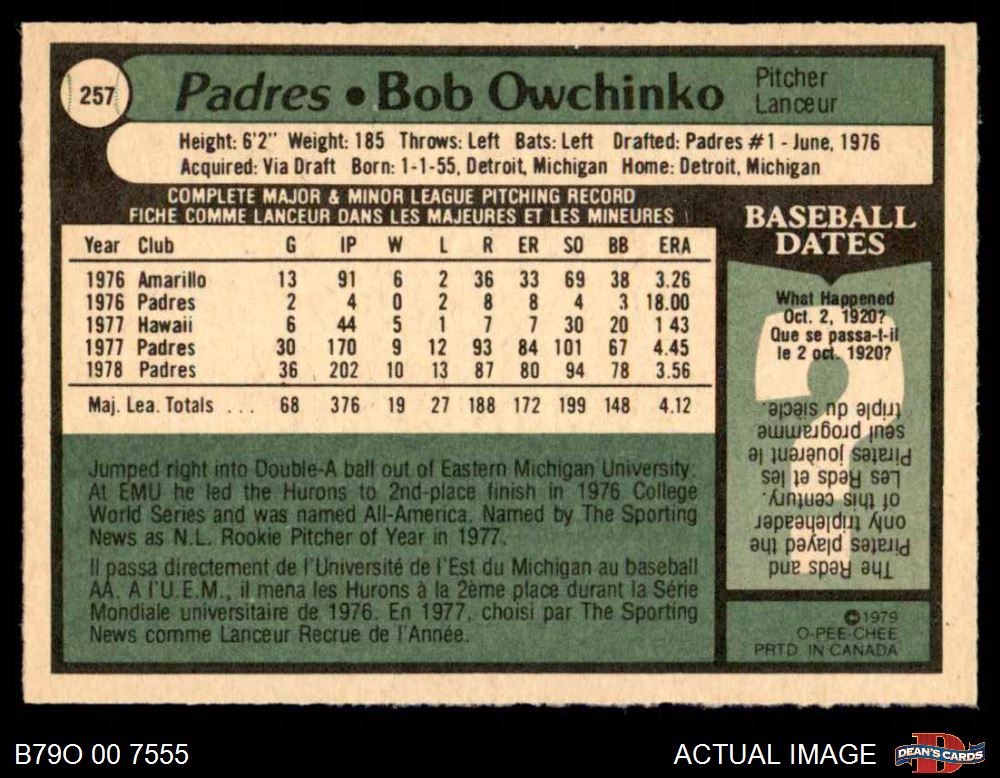 257
Padres • Bob Owchinko
Pitcher
Lanceur
Height: 6'2" Weight: 185 Throws: Left Bats: Left Drafted: Padres #1 - June, 1976
Acquired: Via Draft Born: 1-1-55, Detroit, Michigan Home: Detroit, Michigan
COMPLETE MAJOR & MINOR LEAGUE PITCHING RECORD
FICHE COMME LANCEUR DANS LES MAJEURES ET LES MINEURES
Year Club G IP W L R ER SO BB ERA
1976 Amarillo 13 91 6 2 36 33 69 38 3.26
1976 Padres 2 4 0 2 8 8 4 3 18.00
1977 Hawaii 6 44 5 1 7 7 30 20 1 43
1977 Padres 30 170 9 12 93 84 101 67 4.45
1978 Padres 36 202 10 13 87 80 94 78 3.56
Maj. Lea. Totals ... 68 376 19 27 188 172 199 148 4.12
Jumped right into Double-A ball out of Eastern Michigan University.
At EMU he led the Hurons to 2nd-place finish in 1976 College
World Series and was named All-America. Named by The Sporting
News as N.L. Rookie Pitcher of Year in 1977.
Il passa directement de l'Université de l'Est du Michigan au baseball
AA. A l'U.E.M., il mena les Hurons à la 2ème place durant la Série
Mondiale universitaire de 1976. En 1977, choisi par The Sporting
News comme Lanceur Recrue de l'Année.
BASEBALL
DATES
What Happened
Oct. 2, 1920?
Que se passa-t-il
le 2 oct. 1920?
The Reds and
Pirates played the
only tripleheader
of this century.
Les Reds et les
Pirates jouèrent le
seul programme
triple du siècle.
©1979
O-PEE-CHEE
PRTD. IN CANADA
B79O 00 7555
ACTUAL IMAGE
DEAN'S CARDS